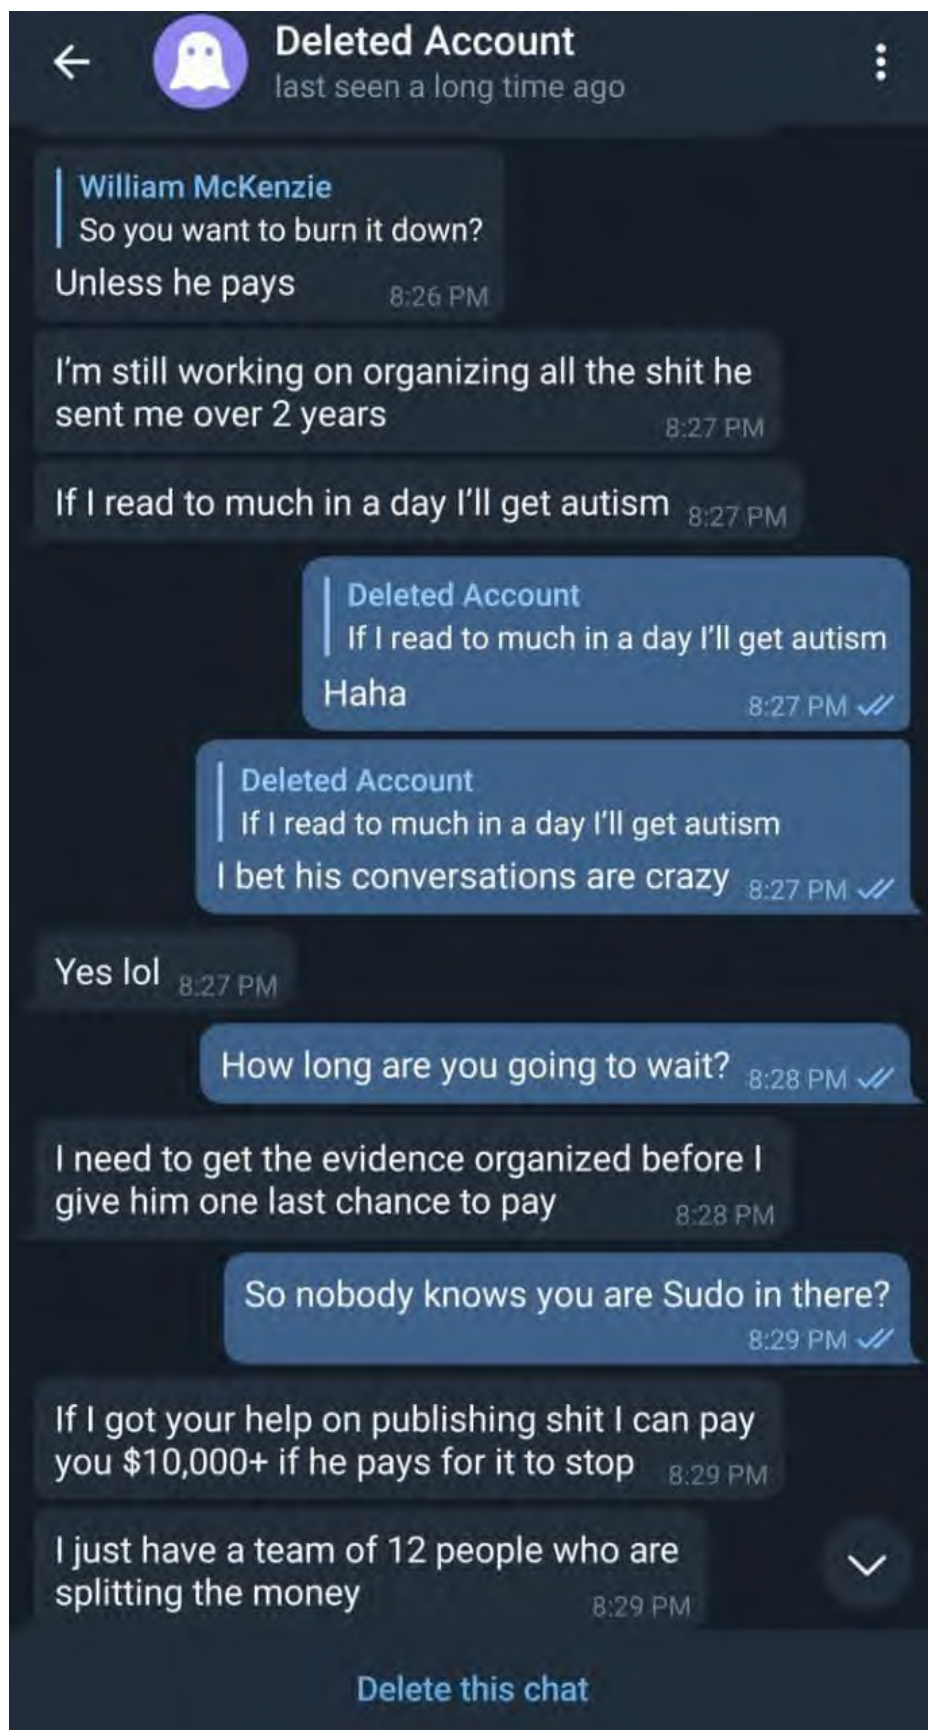 Deleted Account
last seen a long time ago
William McKenzie
So you want to burn it down?
Unless he pays
8:26 PM
I'm still working on organizing all the shit he
sent me over 2 years
8:27 PM
If I read to much in a day I'll get autism
8:27 PM
Deleted Account
If I read to much in a day I'll get autism
Haha
8:27 PM
Deleted Account
If I read to much in a day I'll get autism
I bet his conversations are crazy
8:27 PM
Yes lol
8:27 PM
How long are you going to wait?
8:28 PM
I need to get the evidence organized before I
give him one last chance to pay
8:28 PM
So nobody knows you are Sudo in there?
8:29 PM
If I got your help on publishing shit I can pay
you $10,000+ if he pays for it to stop
8:29 PM
I just have a team of 12 people who are
splitting the money
8:29 PM
Delete this chat